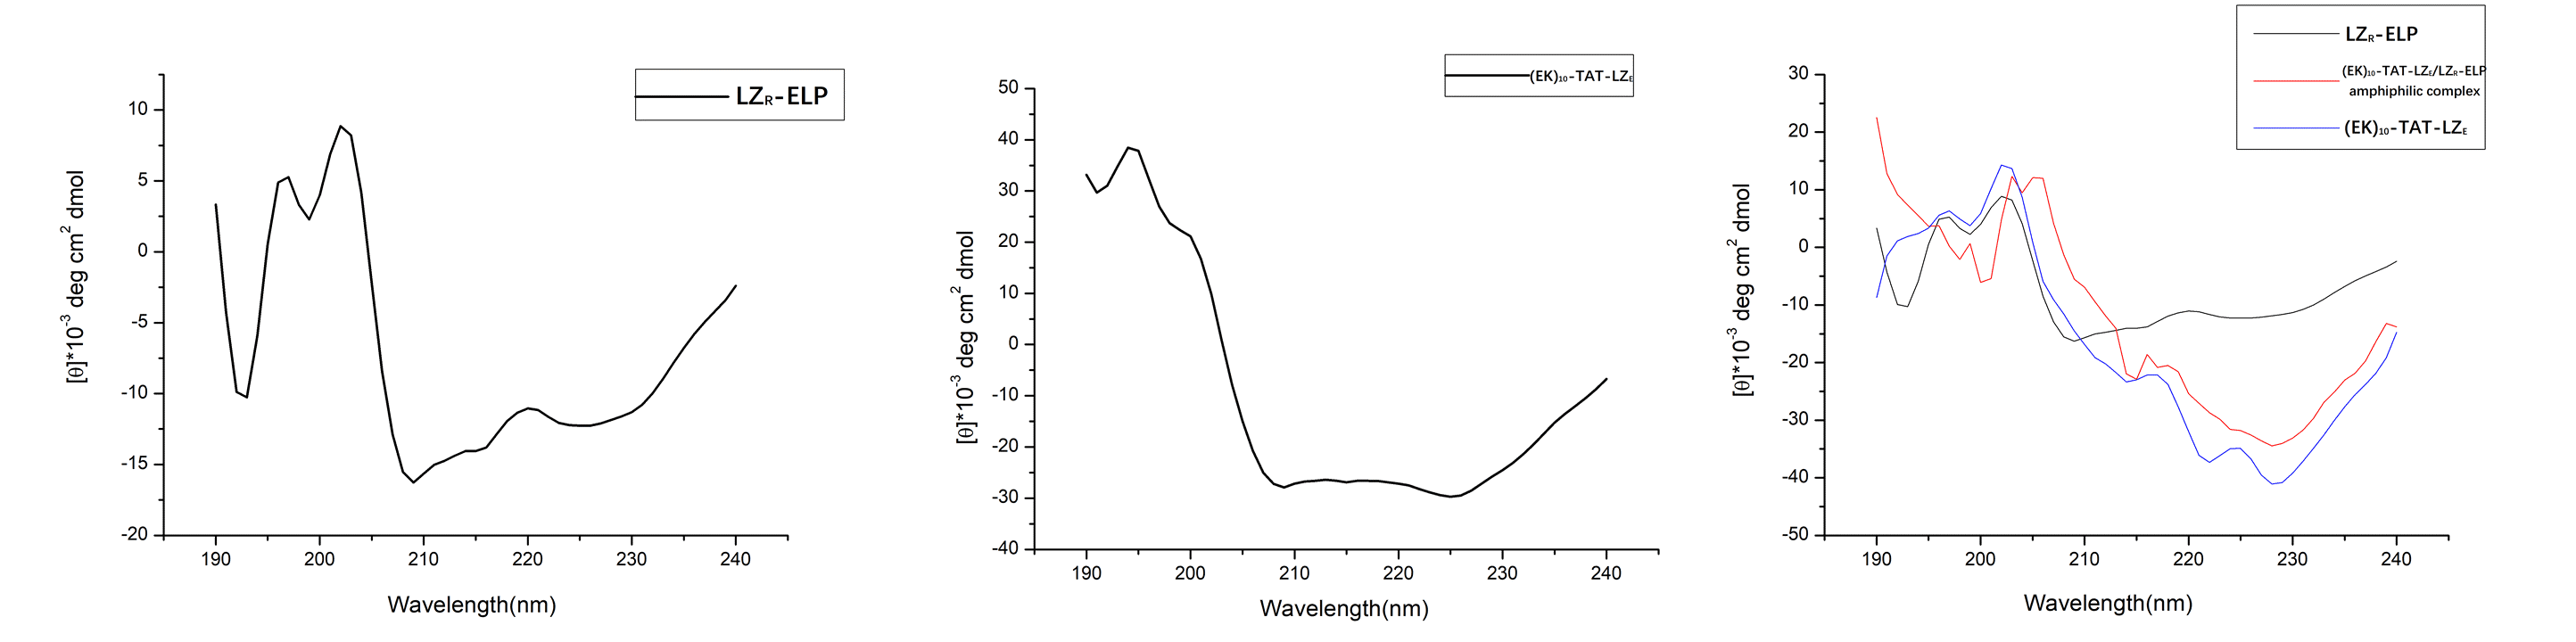 LZR-ELP
10
5
0
-5
-10
-15
-20
190 200 210 220 230 240
[θ]*10-3 deg cm2 dmol
Wavelength(nm)
(EK)10-TAT-LZE
50
40
30
20
10
0
-10
-20
-30
-40
190 200 210 220 230 240
[θ]*10-3 deg cm2 dmol
Wavelength(nm)
LZR-ELP
(EK)10-TAT-LZE/LZR-ELP
amphiphilic complex
(EK)10-TAT-LZE
30
20
10
0
-10
-20
-30
-40
-50
190 200 210 220 230 240
[θ]*10-3 deg cm2 dmol
Wavelength(nm)